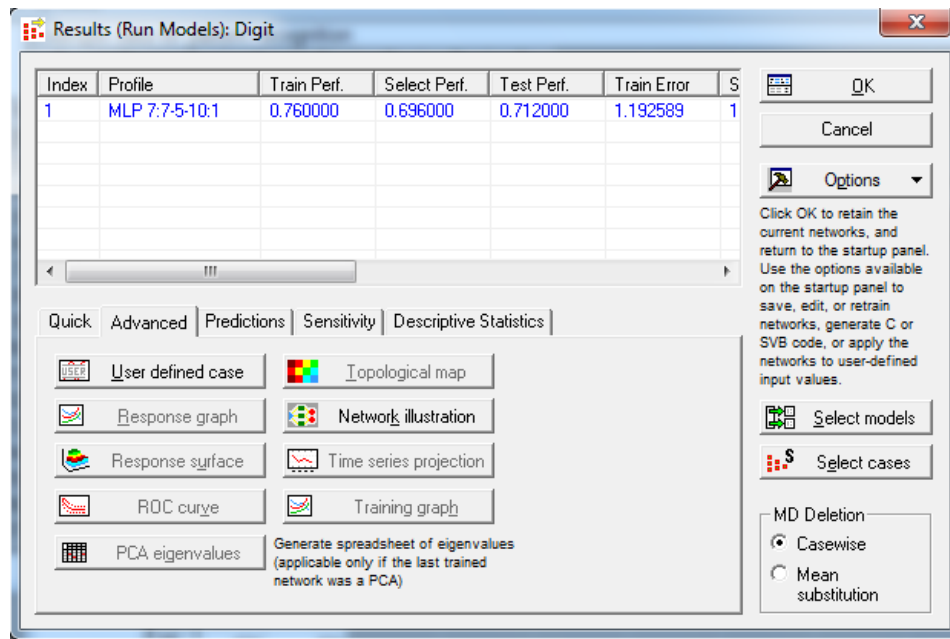 Results (Run Models): Digit
Index Profile Train Perf. Select Perf. Test Perf. Train Error S
1 MLP 7:7-5-10:1 0.760000 0.696000 0.712000 1.192589 1
OK
Cancel
Options
Click OK to retain the
current networks, and
return to the startup panel.
Use the options available
on the startup panel to
save, edit, or retrain
networks, generate C or
SVB code, or apply the
networks to user-defined
input values.
Quick Advanced Predictions Sensitivity Descriptive Statistics
USER User defined case
Topological map
Response graph
Network illustration
Response surface
Time series projection
ROC curve
Training graph
PCA eigenvalues
Generate spreadsheet of eigenvalues
(applicable only if the last trained
network was a PCA)
Select models
S Select cases
MD Deletion
Casewise
Mean
substitution